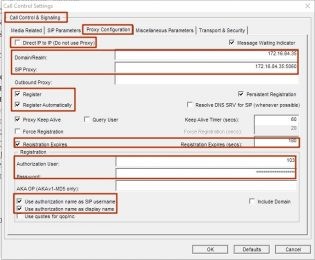 Call Control Settings
Call Control & Signaling
Media Related SIP Parameters Proxy Configuration Miscellaneous Parameters Transport & Security
Direct IP to IP (Do not use Proxy) Message Waiting Indicator
Domain/Realm: 172.16.84.35
SIP Proxy: 172.16.84.35:5060
Outbound Proxy:
Register Persistent Registration
Register Automatically Resolve DNS SRV for SIP (whenever possible)
Proxy Keep Alive Query User Keep Alive Timer (secs): 60
Force Registration Force Registration (secs): 20
Registration Expires Registration Expires (secs): 180
Registration
Authorization User: 103
Password: ****************
AKA OP (AKAv1-MD5 only):
Use authorization name as SIP username Include Domain
Use authorization name as display name
Use quotes for qopinc
OK Defaults Cancel